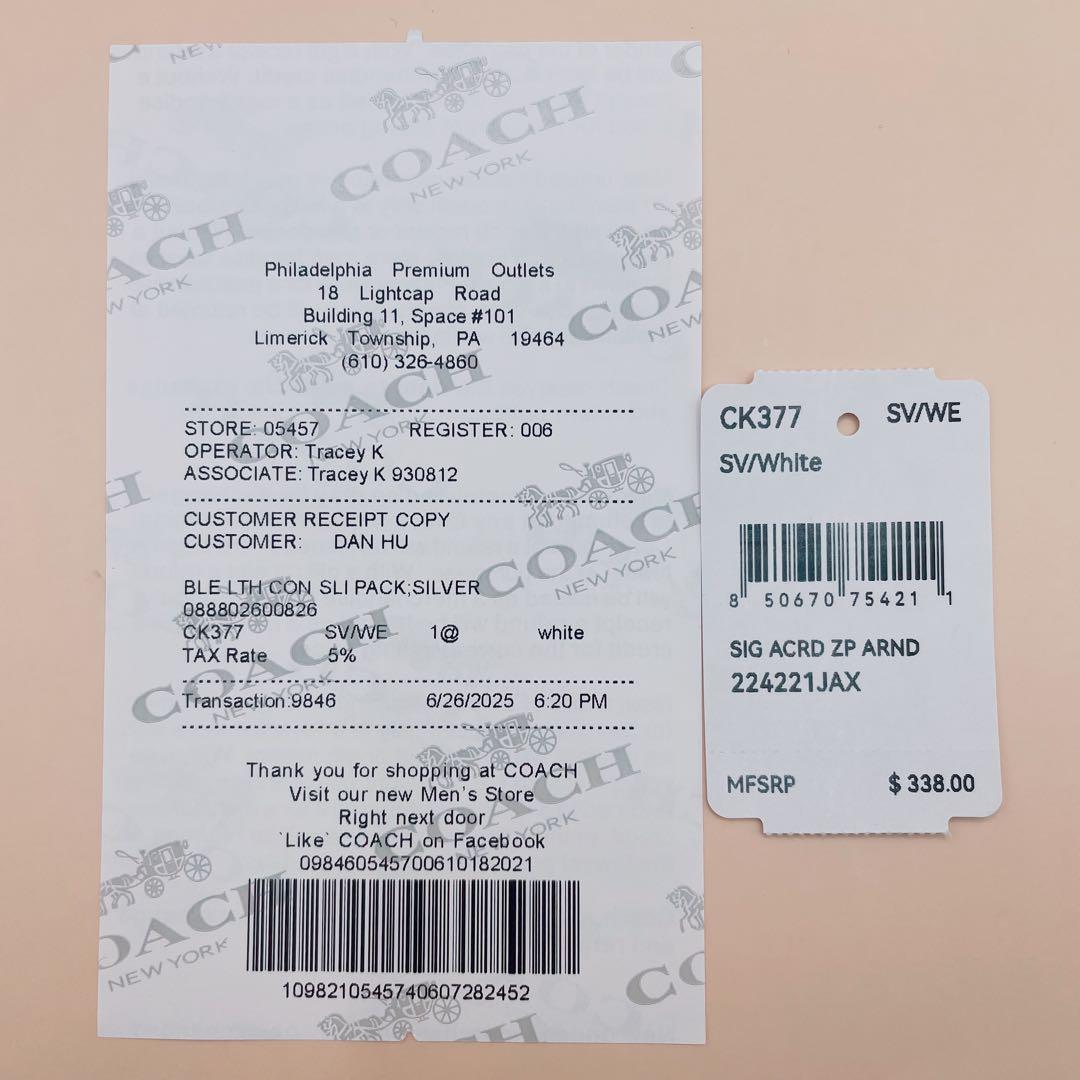 COACH
NEW YORK
Philadelphia Premium Outlets
18 Lightcap Road
Building 11, Space #101
Limerick Township, PA 19464
(610) 326-4860
STORE: 05457 REGISTER: 006
OPERATOR: Tracey K
ASSOCIATE: Tracey K 930812
CUSTOMER RECEIPT COPY
CUSTOMER: DAN HU
BLE LTH CON SLI PACK;SILVER
088802600826
CK377 SV/WE 1@ white
TAX Rate 5%
Transaction:9846 6/26/2025 6:20 PM
Thank you for shopping at COACH
Visit our new Men's Store
Right next door
`Like` COACH on Facebook
098460545700610182021
1098210545740607282452
CK377 SV/WE
SV/White
8 50670 75421 1
SIG ACRD ZP ARND
224221JAX
MFSRP $ 338.00